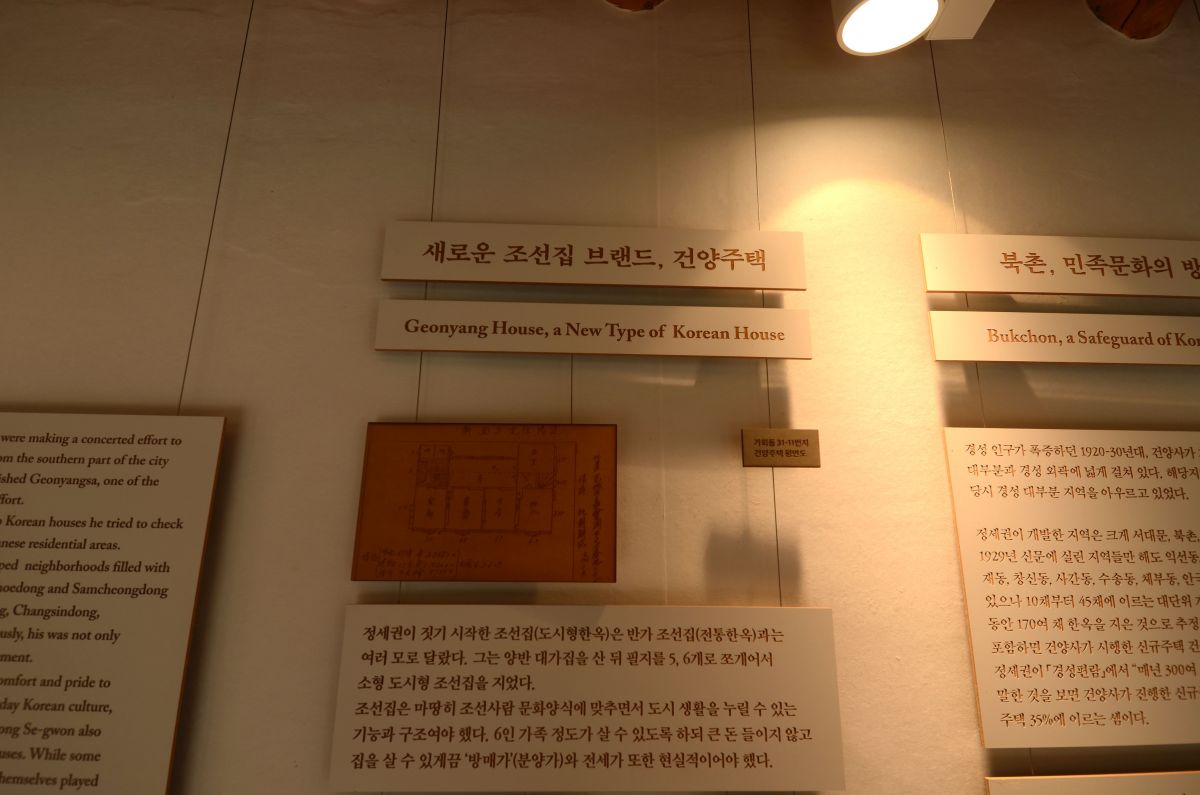 새로운 조선집 브랜드, 건양주택
Geonyang House, a New Type of Korean House
북촌, 민족문화의 방
Bukchon, a Safeguard of Kor
were making a concerted effort to
om the southern part of the city
ished Geonyangsa, one of the
ffort.
o Korean houses he tried to check
anese residential areas.
ped neighborhoods filled with
hoedong and Samcheongdong
g, Changsindong,
usly, his was not only
ment.
omfort and pride to
day Korean culture,
ong Se-gwon also
uses. While some
hemselves played
가회동 31-11번지
건양주택 평면도
정세권이 짓기 시작한 조선집(도시형한옥)은 반가 조선집(전통한옥)과는
여러 모로 달랐다. 그는 양반 대가집을 산 뒤 필지를 5, 6개로 쪼개어서
소형 도시형 조선집을 지었다.
조선집은 마땅히 조선사람 문화양식에 맞추면서 도시 생활을 누릴 수 있는
기능과 구조여야 했다. 6인 가족 정도가 살 수 있도록 하되 큰 돈 들이지 않고
집을 살 수 있게끔 '방매가'(분양가)와 전세가 또한 현실적이어야 했다.
경성 인구가 폭증하던 1920-30년대, 건양사가
대부분과 경성 외곽에 넓게 걸쳐 있다. 해당지
당시 경성 대부분 지역을 아우르고 있었다.
정세권이 개발한 지역은 크게 서대문, 북촌,
1929년 신문에 실린 지역들만 해도 익선동,
재동, 창신동, 사간동, 수송동, 체부동, 안국
있으나 10채부터 45채에 이르는 대단위
동안 170여 채 한옥을 지은 것으로 추정
포함하면 건양사가 시행한 신규주택 건
정세권이 「경성편람」에서 "매년 300여
말한 것을 보면 건양사가 진행한 신규
주택 35%에 이르는 셈이다.